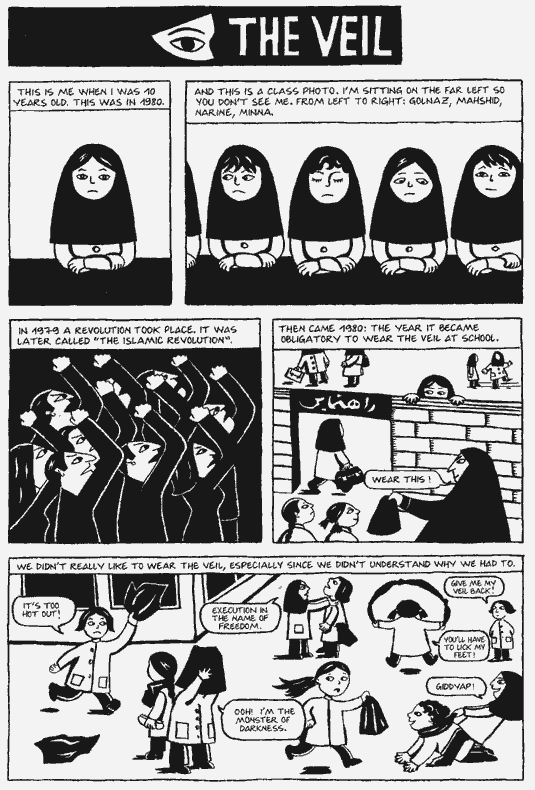 THE VEIL
THIS IS ME WHEN I WAS 10
YEARS OLD. THIS WAS IN 1980.
AND THIS IS A CLASS PHOTO. I'M SITTING ON THE FAR LEFT SO
YOU DON'T SEE ME. FROM LEFT TO RIGHT: GOLNAZ, MAHSHID,
NARINE, MINNA.
IN 1979 A REVOLUTION TOOK PLACE. IT WAS
LATER CALLED "THE ISLAMIC REVOLUTION".
THEN CAME 1980: THE YEAR IT BECAME
OBLIGATORY TO WEAR THE VEIL AT SCHOOL.
WEAR THIS!
WE DIDN'T REALLY LIKE TO WEAR THE VEIL, ESPECIALLY SINCE WE DIDN'T UNDERSTAND WHY WE HAD TO.
IT'S TOO
HOT OUT!
EXECUTION IN
THE NAME OF
FREEDOM.
GIVE ME MY
VEIL BACK!
YOU'LL HAVE
TO LICK MY
FEET!
OOH! I'M THE
MONSTER OF
DARKNESS.
GIDDYAP!